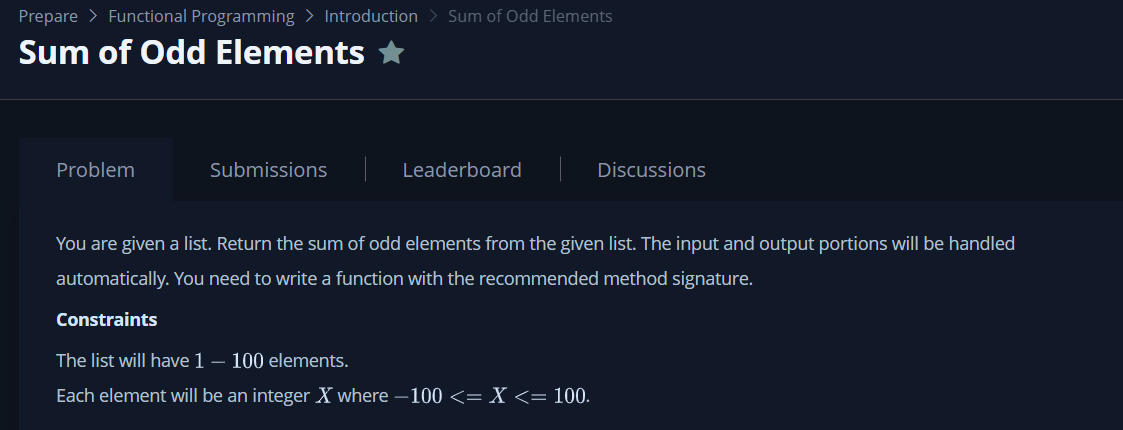 Prepare > Functional Programming > Introduction > Sum of Odd Elements
Sum of Odd Elements
Problem Submissions Leaderboard Discussions
You are given a list. Return the sum of odd elements from the given list. The input and output portions will be handled
automatically. You need to write a function with the recommended method signature.
Constraints
The list will have 1 – 100 elements.
Each element will be an integer X where –100 <= X <= 100.